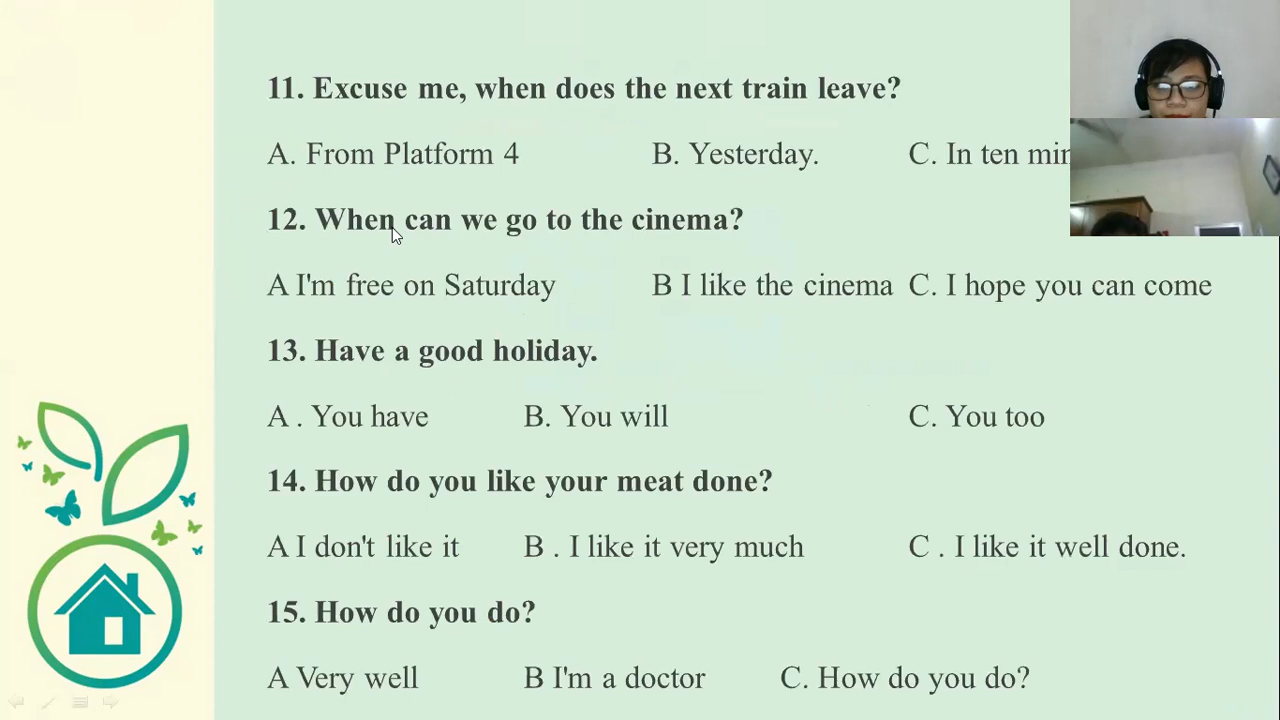 11. Excuse me, when does the next train leave?
A. From Platform 4 B. Yesterday. C. In ten
12. When can we go to the cinema?
A I'm free on Saturday B I like the cinema C. I hope you can come
13. Have a good holiday.
A . You have B. You will C. You too
14. How do you like your meat done?
A I don't like it B . I like it very much C . I like it well done.
15. How do you do?
A Very well B I'm a doctor C. How do you do?